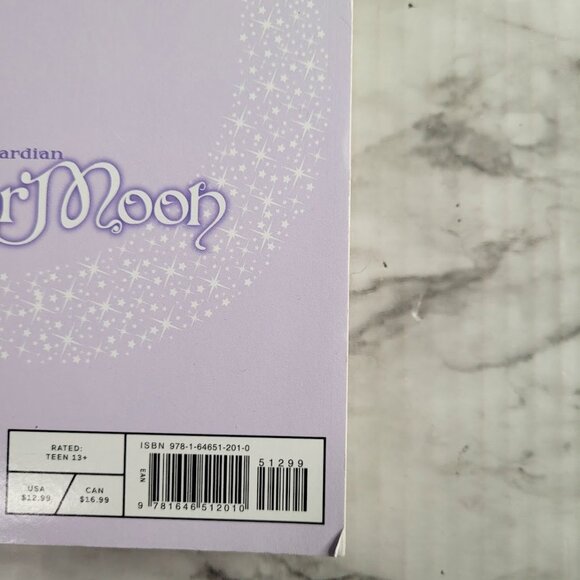 ardian
r Moon
RATED:
TEEN 13+
USA
$12.99
CAN
$16.99
ISBN 978-1-64651-201-0
51299
EAN
9 781646 512010